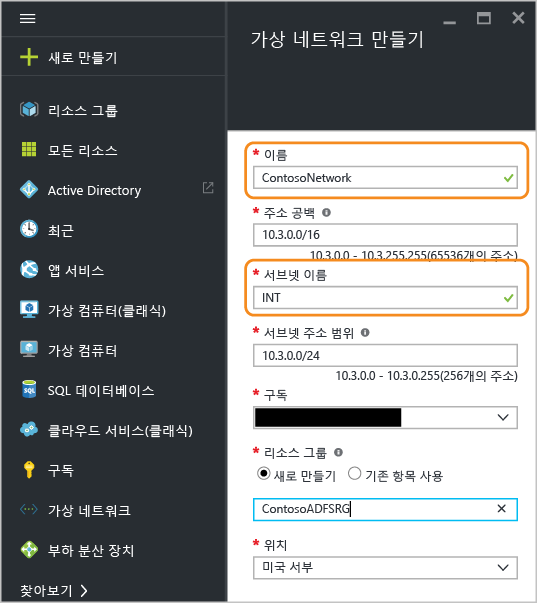 새로 만들기
리소스 그룹
모든 리소스
Active Directory
최근
앱 서비스
가상 컴퓨터(클래식)
가상 컴퓨터
SQL 데이터베이스
클라우드 서비스(클래식)
구독
가상 네트워크
부하 분산 장치
찾아보기 >
가상 네트워크 만들기
* 이름
ContosoNetwork
* 주소 공백
10.3.0.0/16
10.3.0.0 - 10.3.255.255(65536개의 주소)
* 서브넷 이름
INT
* 서브넷 주소 범위
10.3.0.0/24
10.3.0.0 - 10.3.0.255(256개의 주소)
* 구독
* 리소스 그룹
새로 만들기 기존 항목 사용
ContosoADFSRG
* 위치
미국 서부